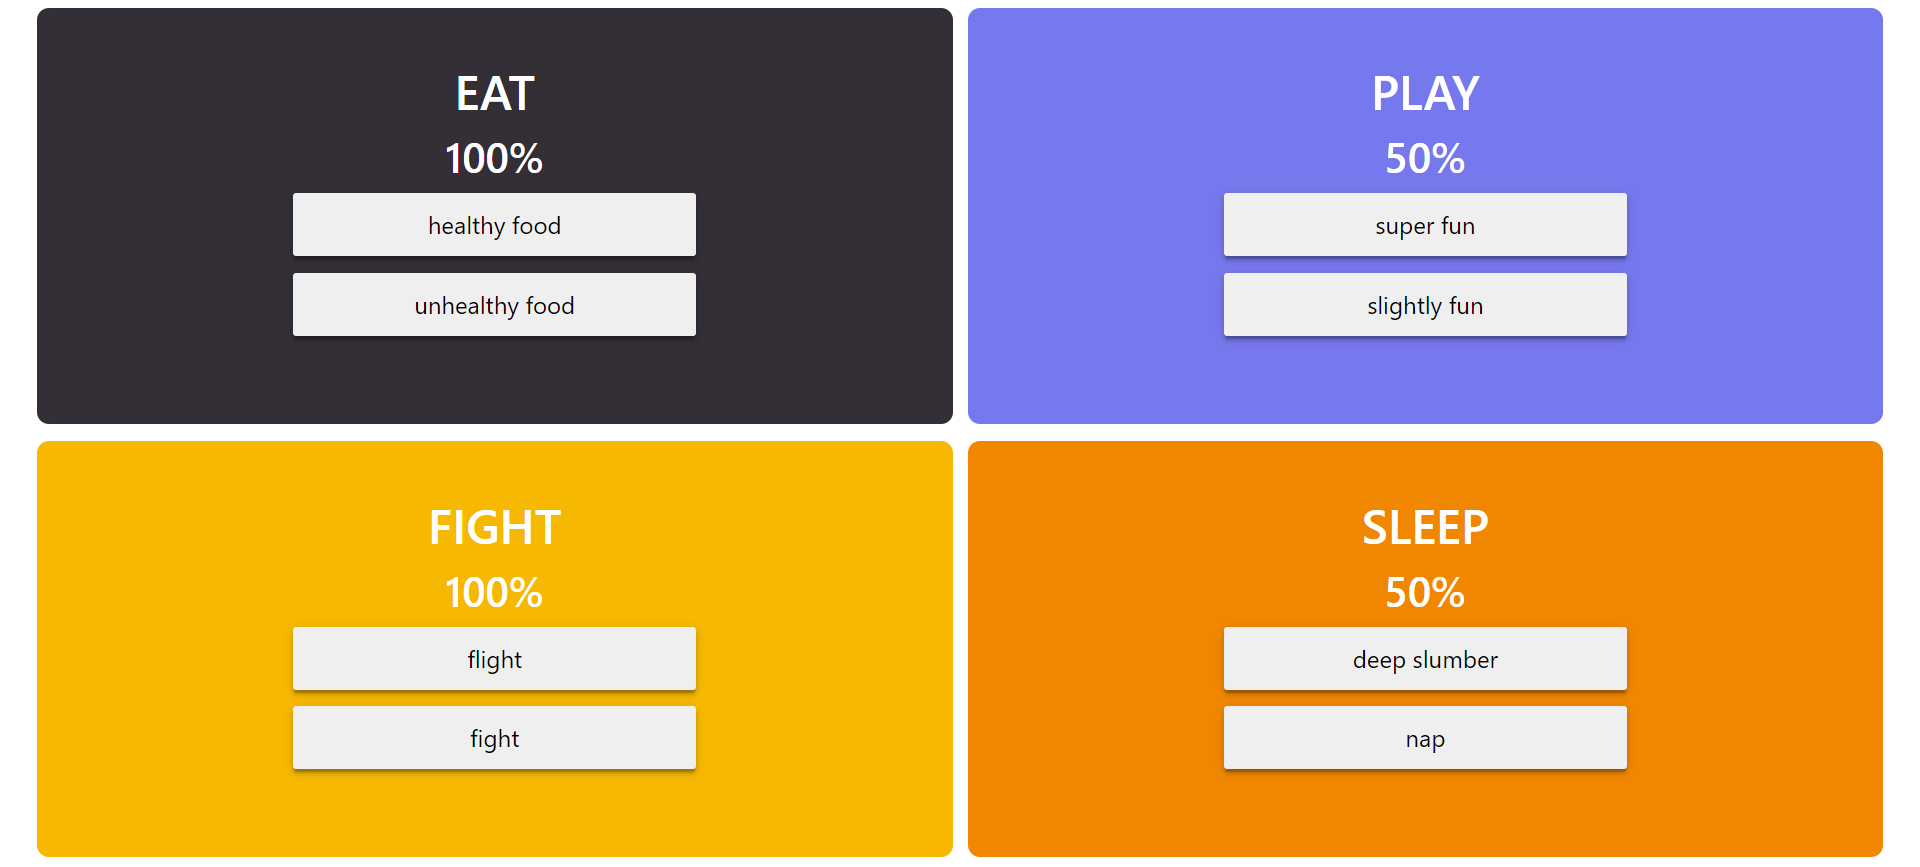 EAT
100%
healthy food
unhealthy food
PLAY
50%
super fun
slightly fun
FIGHT
100%
flight
fight
SLEEP
50%
deep slumber
nap